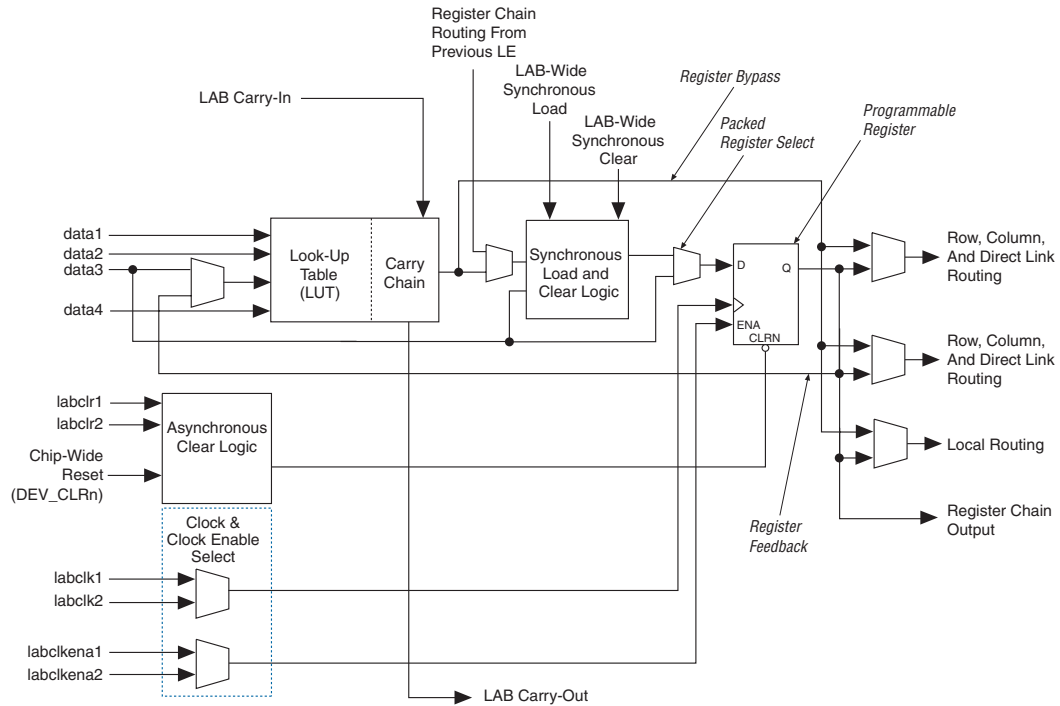 Register Chain
Routing From
Previous LE
LAB-Wide
Synchronous
Load
LAB-Wide
Synchronous
Clear
Register Bypass
Packed
Register Select
Programmable
Register
LAB Carry-In
data1
data2
data3
data4
Look-Up
Table
(LUT)
Carry
Chain
Synchronous
Load and
Clear Logic
D
Q
ENA
CLRN
Row, Column,
And Direct Link
Routing
Row, Column,
And Direct Link
Routing
Local Routing
Register Chain
Output
Register
Feedback
labclr1
labclr2
Chip-Wide
Reset
(DEV_CLRn)
Asynchronous
Clear Logic
Clock &
Clock Enable
Select
labclk1
labclk2
labclkena1
labclkena2
LAB Carry-Out